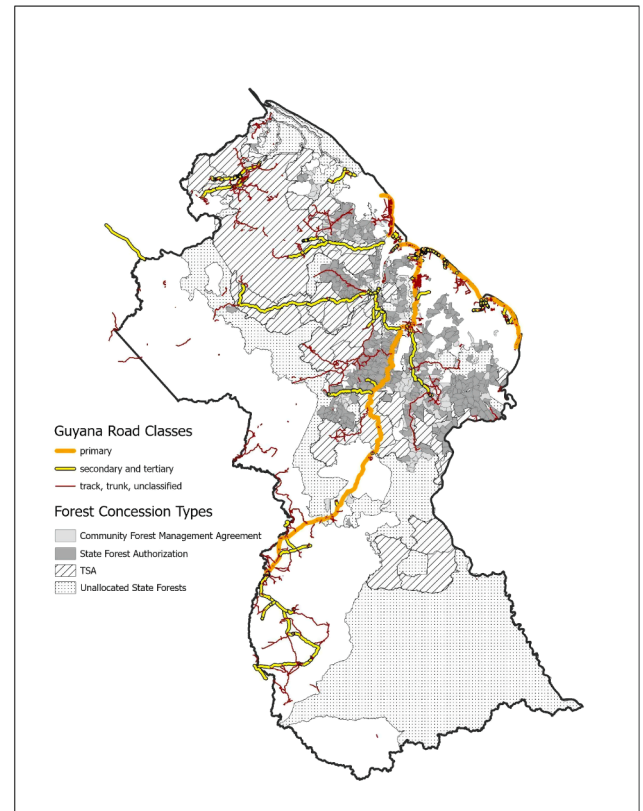 Guyana Road Classes
primary
secondary and tertiary
track, trunk, unclassified
Forest Concession Types
Community Forest Management Agreement
State Forest Authorization
TSA
Unallocated State Forests